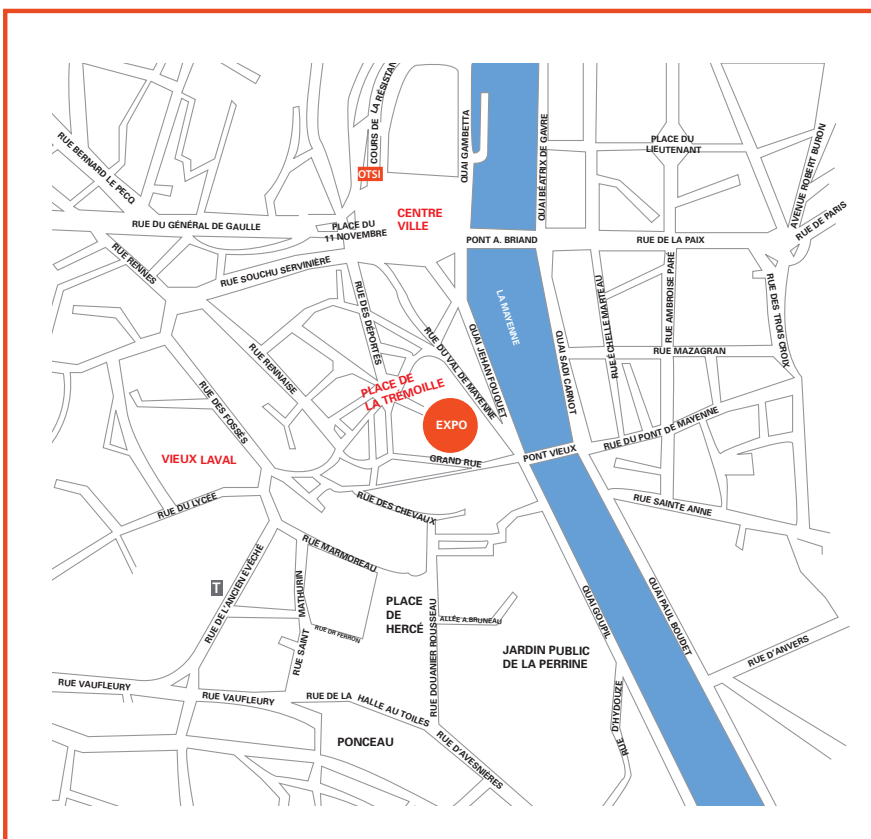 COURS DE LA RÉSISTAN
QUAI GAMBETTA
QUAI BÉATRIX DE GAVRE
PLACE DU
LIEUTENANT
AVENUE ROBERT BURON
RUE BERNARD LE PECQ
OTSI
CENTRE
VILLE
RUE DE PARIS
RUE DU GÉNÉRAL DE GAULLE
PLACE DU
11 NOVEMBRE
PONT A. BRIAND
RUE DE LA PAIX
RUE RENNES
RUE SOUCHU SERVINIÈRE
RUE DES DÉPORTÉS
LA MAYENNE
RUE ÉCHELLE MARTEAU
RUE AMBROISE PARÉ
RUE DES TROIS CROIX
RUE RENNAISE
RUE DU VAL DE MAYENNE
QUAI JEHAN FOUQUET
QUAI SADI CARNOT
RUE MAZAGRAN
PLACE DE
LA TRÉMOILLE
RUE DES FOSSÉS
EXPO
RUE DU PONT DE MAYENNE
VIEUX LAVAL
GRAND RUE
PONT VIEUX
RUE DU LYCÉE
RUE DES CHEVAUX
RUE SAINTE ANNE
RUE MARMOREAU
T
RUE DE L'ANCIEN ÉVÊCHÉ
RUE SAINT MATHURIN
PLACE
DE
HERCÉ
RUE DR FERRON
RUE DOUANIER ROUSSEAU
ALLÉE A.BRUNEAU
QUAI GOUPIL
QUAI PAUL BOUDET
JARDIN PUBLIC
DE LA PERRINE
RUE D'ANVERS
RUE VAUFLEURY
RUE VAUFLEURY
RUE DE LA HALLE AU TOILES
RUE D'HYDOUZE
PONCEAU
RUE D'AVESNIÈRES